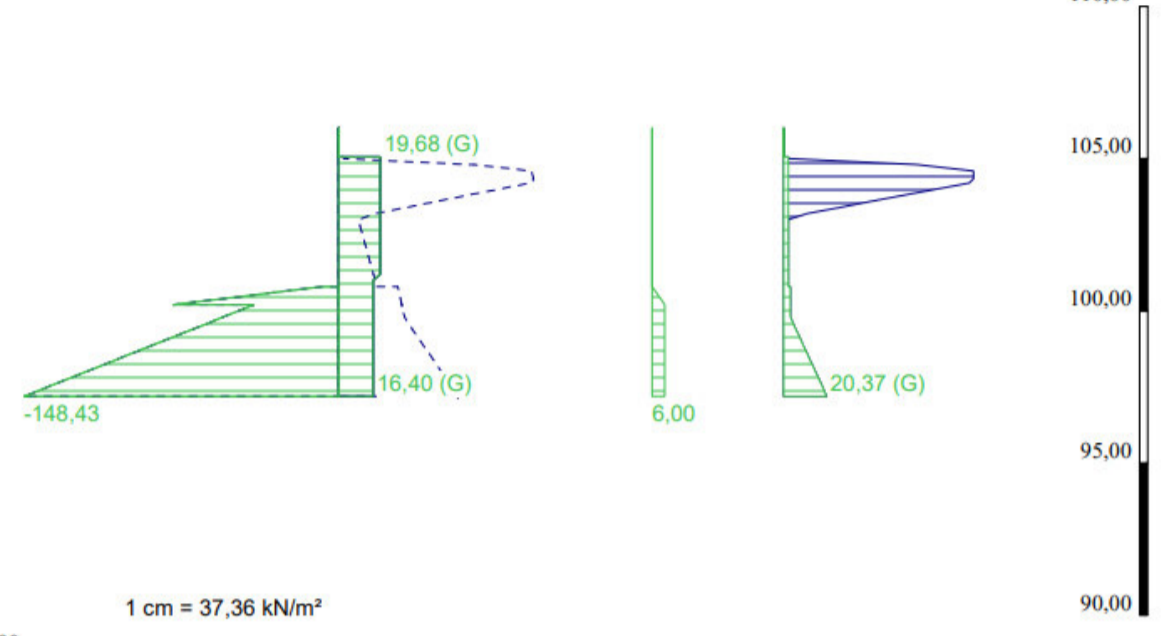 105,00
19,68 (G)
100,00
16,40 (G)
20,37 (G)
-148,43
6,00
95,00
1 cm = 37,36 kN/m²
90,00